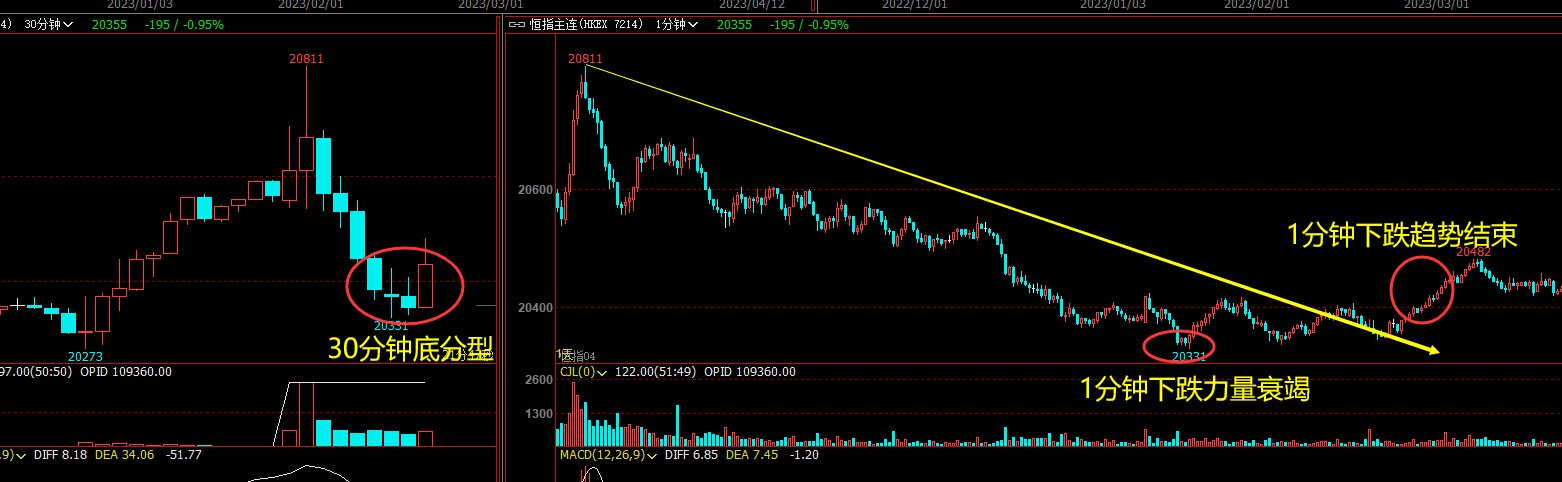 2023/01/03 2023/02/01 2023/03/01 2023/04/12 2022/12/01 2023/01/03 2023/02/01 2023/03/01
4) 30分钟 20355 -195 / -0.95%
恒指主连(HKEX 7214) 1分钟 20355 -195 / -0.95%
20811
20273
20331
30分钟底分型
97.00(50:50) OPID 109360.00
,9) DIFF 8.18 DEA 34.06 -51.77
20811
20600
1分钟下跌趋势结束
20482
20400
20331
恒指04
1分钟下跌力量衰竭
2600
CJL(0) 122.00(51:49) OPID 109360.00
1300
MACD(12,26,9) DIFF 6.85 DEA 7.45 -1.20